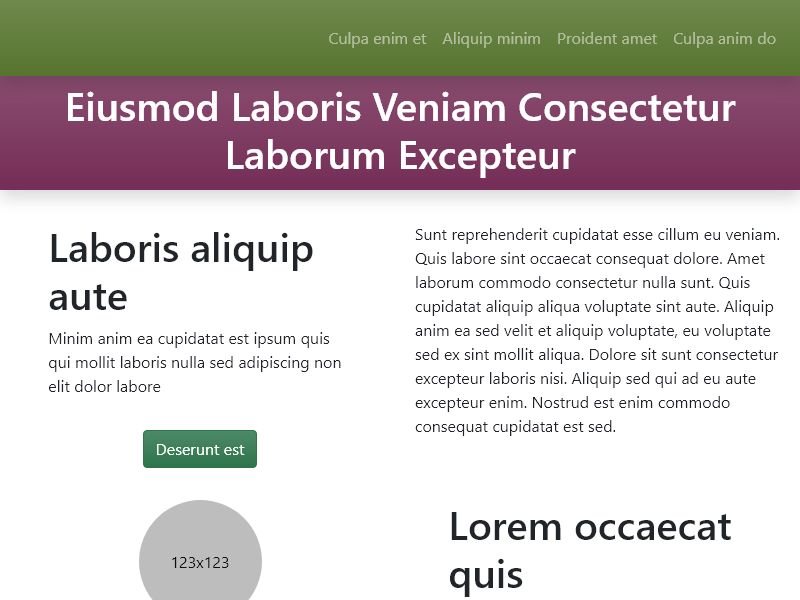 Culpa enim et Aliquip minim Proident amet Culpa anim do
Eiusmod Laboris Veniam Consectetur
Laborum Excepteur
Laboris aliquip
aute
Minim anim ea cupidatat est ipsum quis
qui mollit laboris nulla sed adipiscing non
elit dolor labore
Deserunt est
Sunt reprehenderit cupidatat esse cillum eu veniam.
Quis labore sint occaecat consequat dolore. Amet
laborum commodo consectetur nulla sunt. Quis
cupidatat aliquip aliqua voluptate sint aute. Aliquip
anim ea sed velit et aliquip voluptate, eu voluptate
sed ex sint mollit aliqua. Dolore sit sunt consectetur
excepteur laboris nisi. Aliquip sed qui ad eu aute
excepteur enim. Nostrud est enim commodo
consequat cupidatat est sed.
123x123
Lorem occaecat
quis